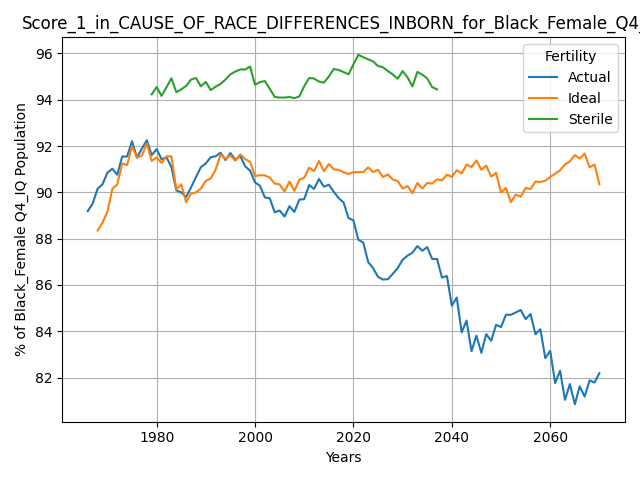 Score_1_in_CAUSE_OF_RACE_DIFFERENCES_INBORN_for_Black_Female_Q4_
Fertility
Actual
Ideal
Sterile
96
94
92
90
88
86
84
82
% of Black_Female Q4_IQ Population
1980
2000
2020
2040
2060
Years